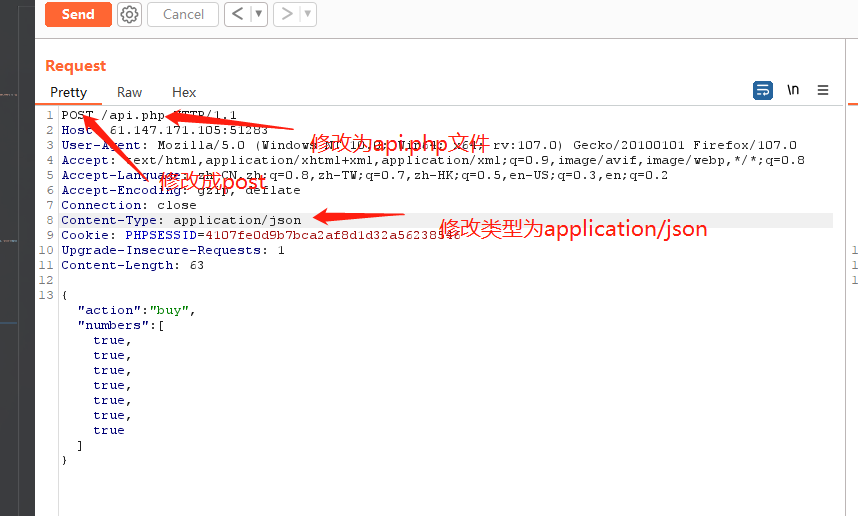 Send
Cancel
<
>
Request
Pretty Raw Hex
\n
1 POST /api.php HTTP/1.1
2 Host: 61.147.171.105:51283
3 User-Agent: Mozilla/5.0 (Windows NT 10.0; Win64; x64; rv:107.0) Gecko/20100101 Firefox/107.0
修改为api.php文件
4 Accept: text/html,application/xhtml+xml,application/xml;q=0.9,image/avif,image/webp,*/*;q=0.8
5 Accept-Language: zh-CN,zh;q=0.8,zh-TW;q=0.7,zh-HK;q=0.5,en-US;q=0.3,en;q=0.2
修改成post
6 Accept-Encoding: gzip, deflate
7 Connection: close
8 Content-Type: application/json
修改类型为application/json
9 Cookie: PHPSESSID=4107fe0d9b7bca2af8d1d32a56238546
10 Upgrade-Insecure-Requests: 1
11 Content-Length: 63
12
13 {
"action":"buy",
"numbers":[
true,
true,
true,
true,
true,
true,
true
]
}